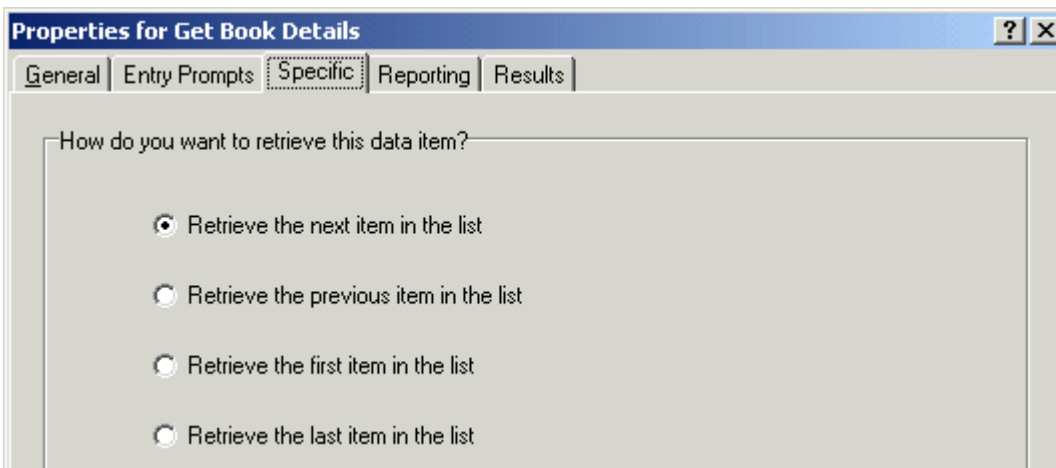 Properties for Get Book Details
General Entry Prompts Specific Reporting Results
How do you want to retrieve this data item?
Retrieve the next item in the list
Retrieve the previous item in the list
Retrieve the first item in the list
Retrieve the last item in the list